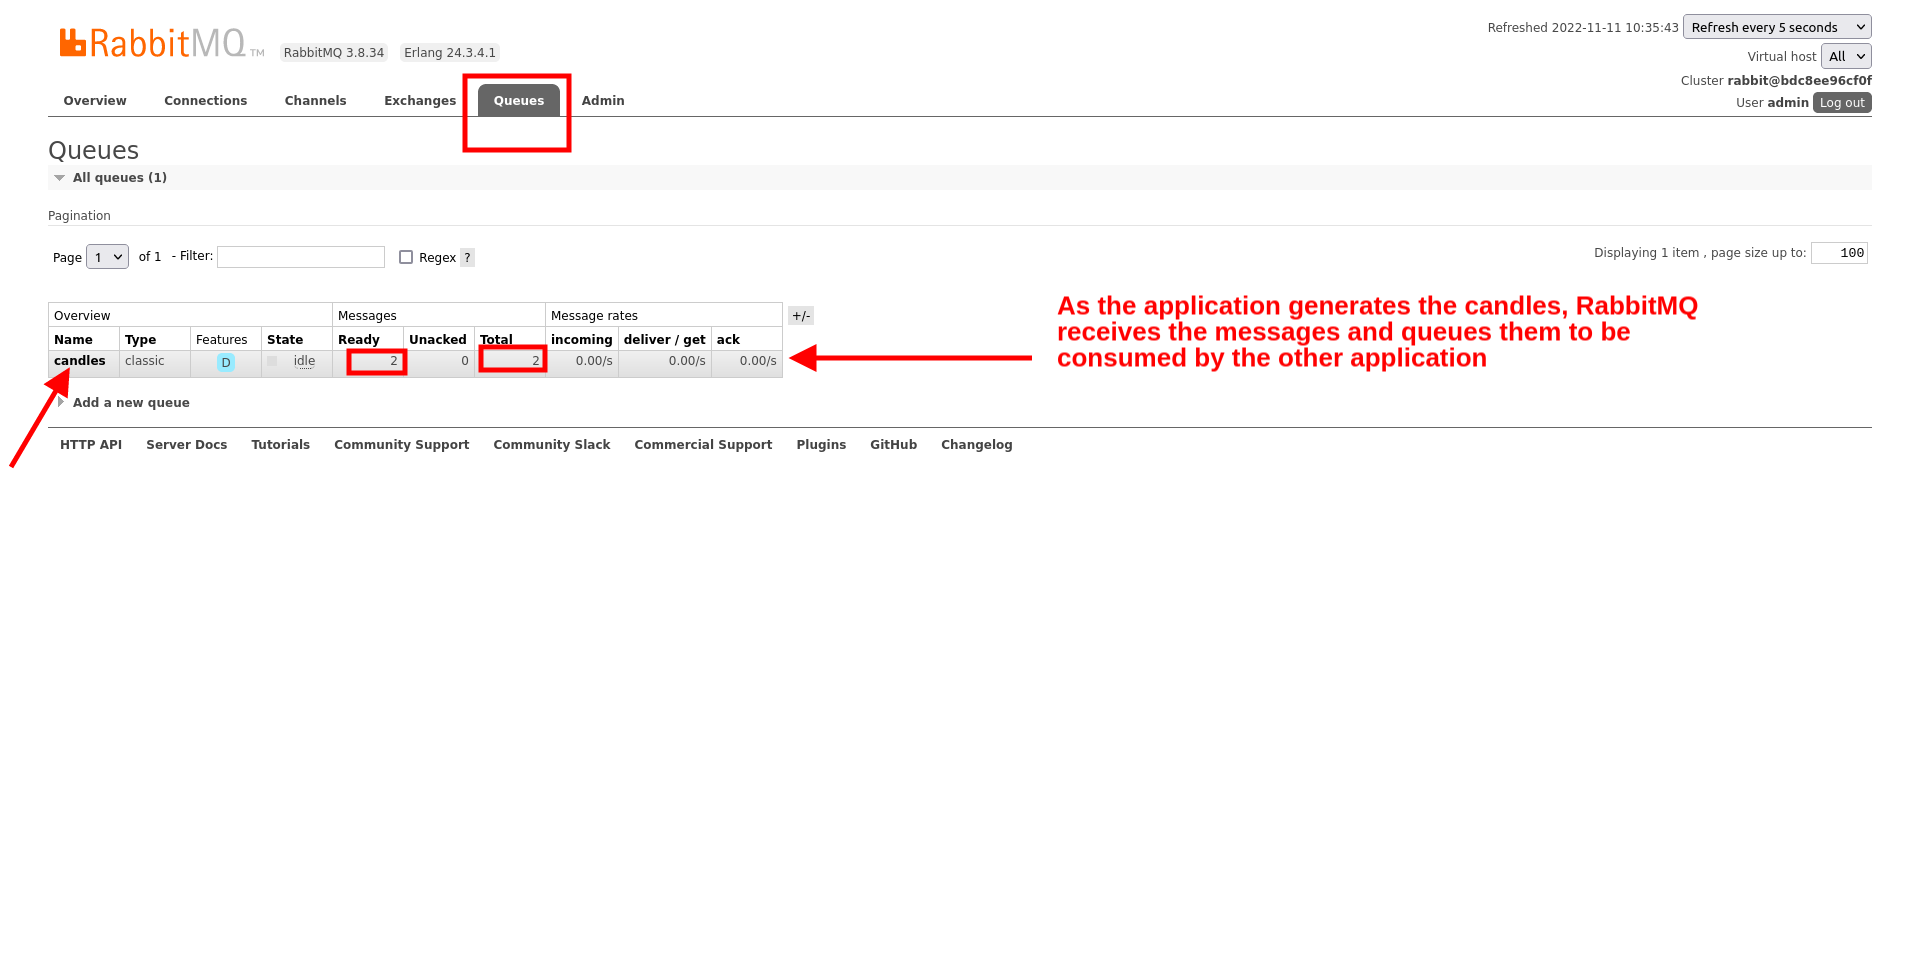 RabbitMQ TM RabbitMQ 3.8.34 Erlang 24.3.4.1
Refreshed 2022-11-11 10:35:43 Refresh every 5 seconds
Virtual host All
Cluster rabbit@bdc8ee96cf0f
User admin Log out
Overview Connections Channels Exchanges Queues Admin
Queues
All queues (1)
Pagination
Page 1 of 1 - Filter: Regex ?
Displaying 1 item , page size up to: 100
Overview Messages Message rates +/-
Name Type Features State Ready Unacked Total incoming deliver / get ack
candles classic D idle 2 0 2 0.00/s 0.00/s 0.00/s
As the application generates the candles, RabbitMQ
receives the messages and queues them to be
consumed by the other application
Add a new queue
HTTP API Server Docs Tutorials Community Support Community Slack Commercial Support Plugins GitHub Changelog